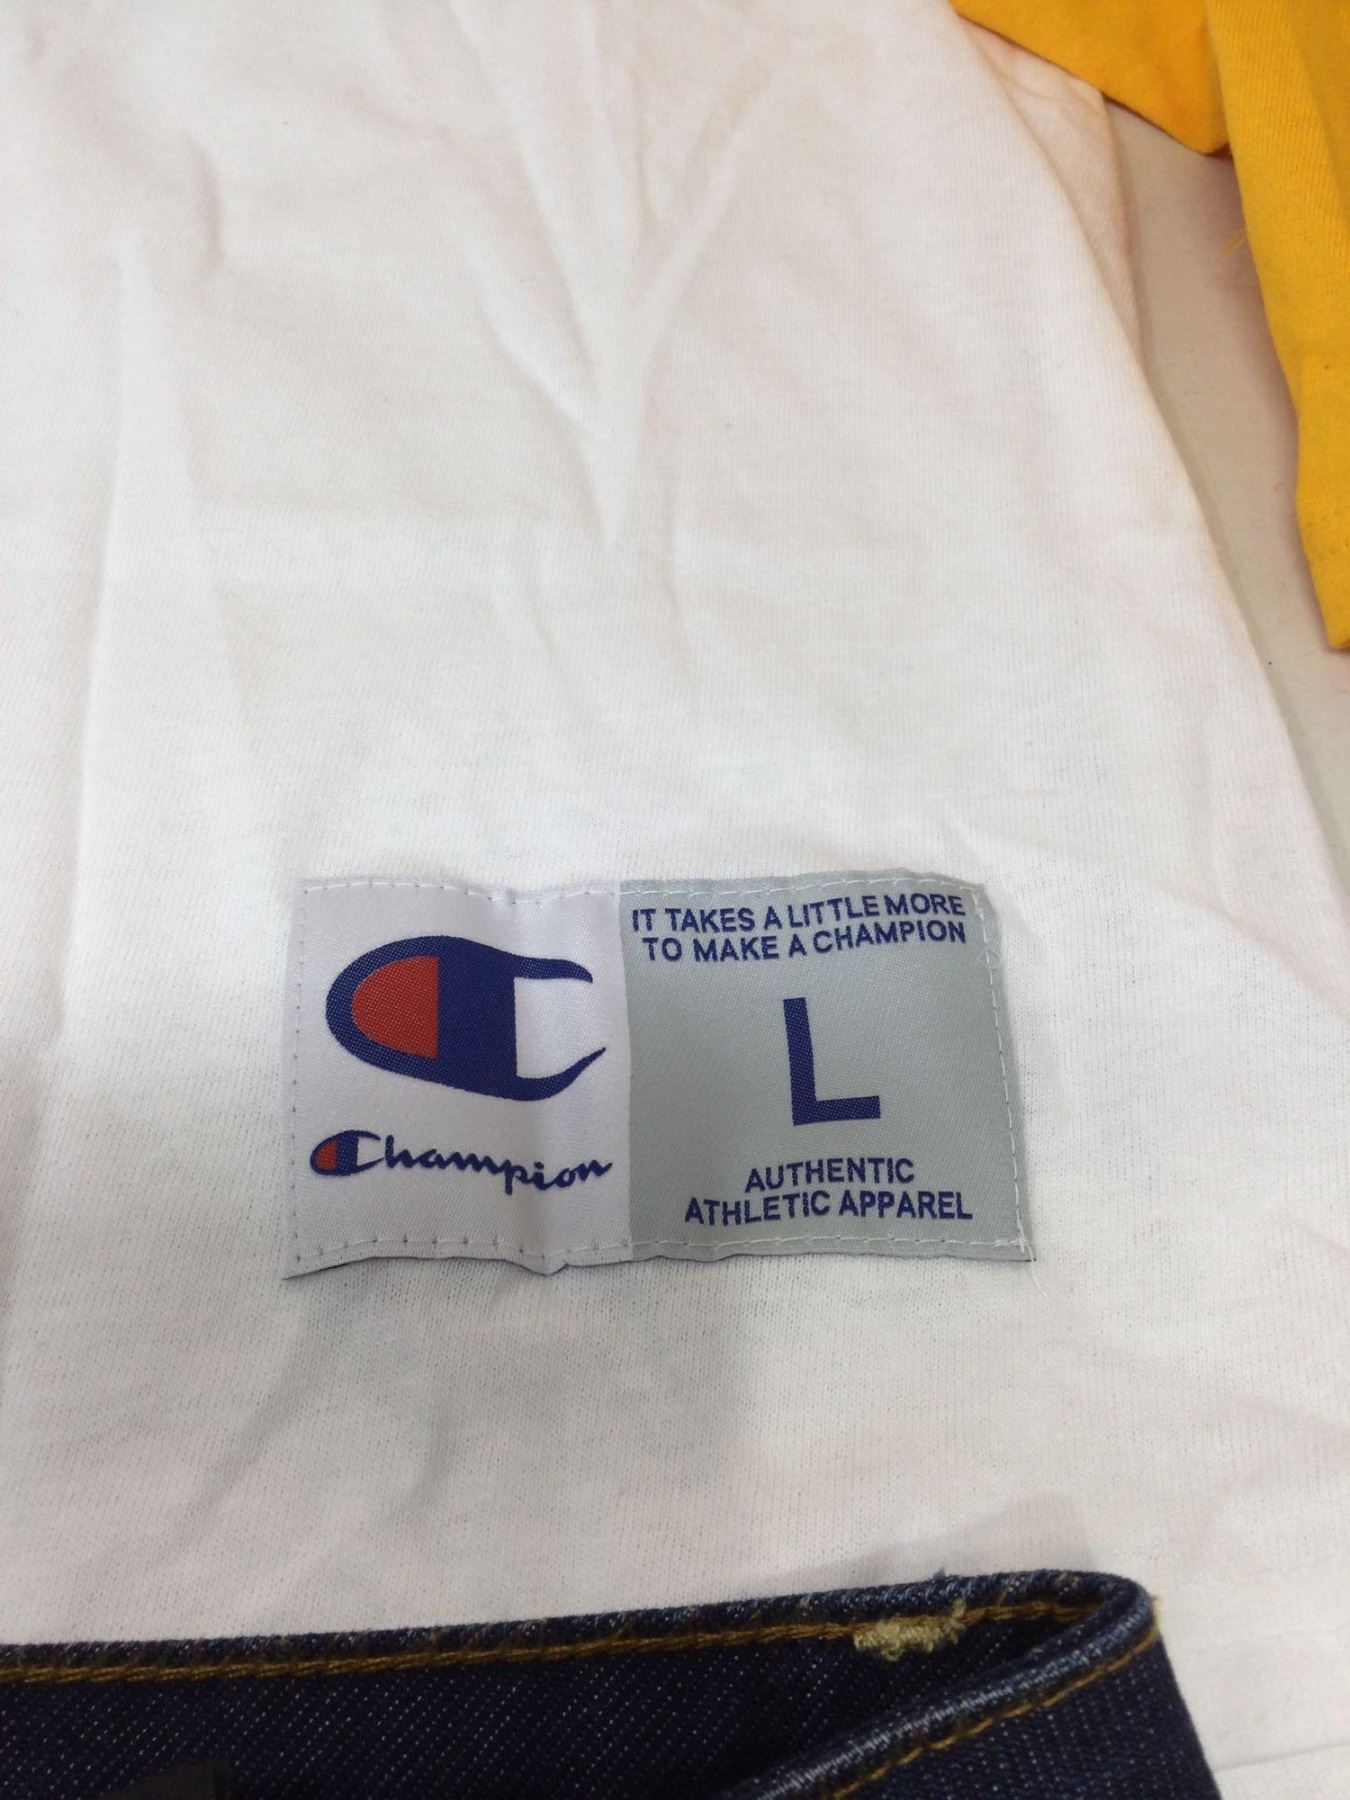 Champion
IT TAKES A LITTLE MORE
TO MAKE A CHAMPION
L
AUTHENTIC
ATHLETIC APPAREL